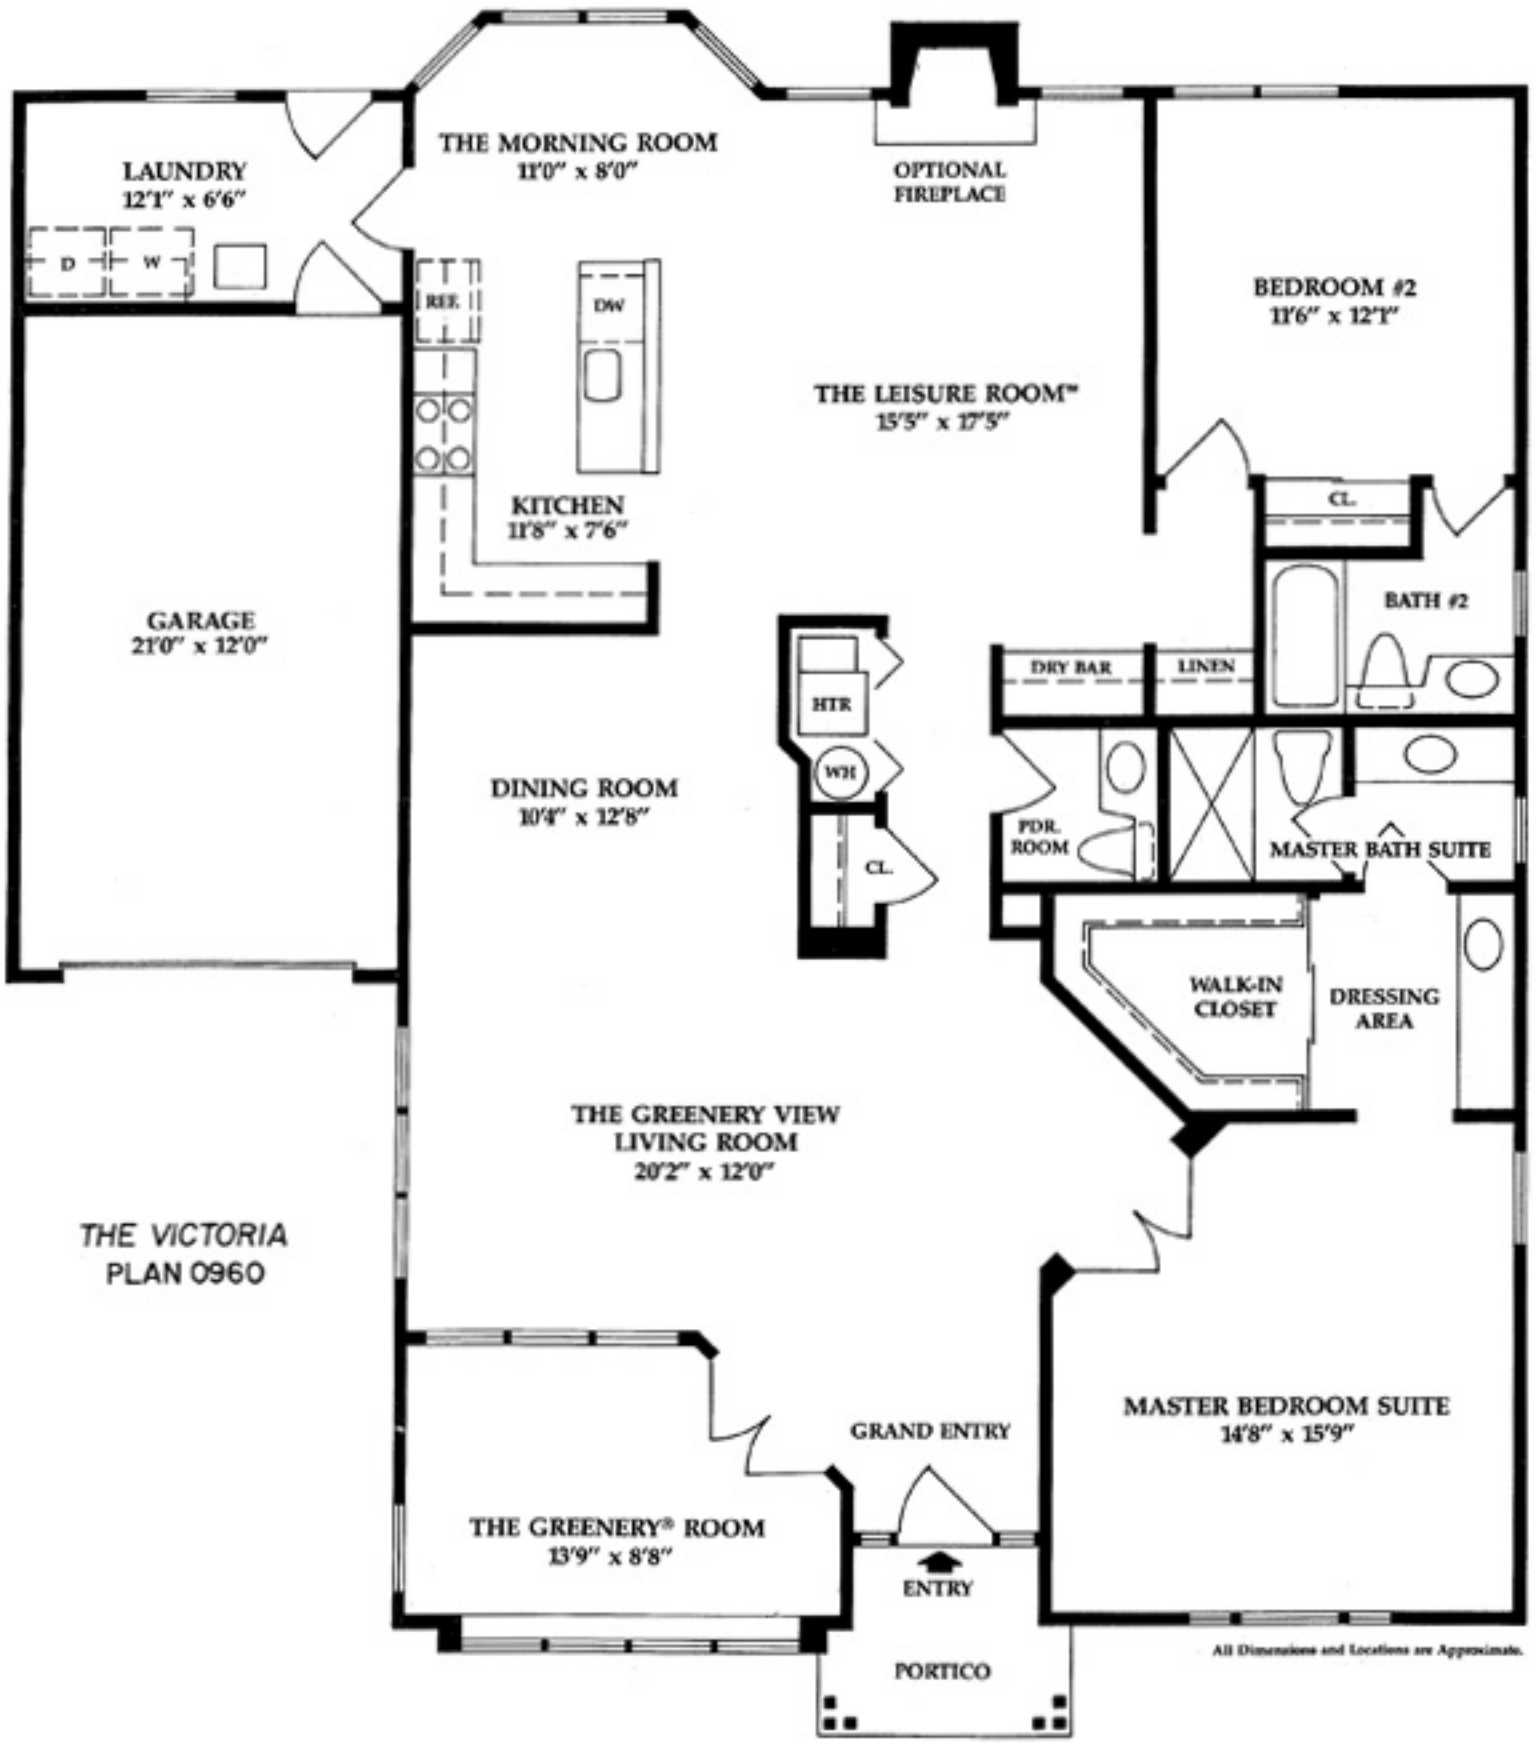 THE MORNING ROOM
11'0" x 8'0"
LAUNDRY
12'1" x 6'6"
D
W
OPTIONAL
FIREPLACE
REF.
DW
BEDROOM #2
11'6" x 12'1"
THE LEISURE ROOM™
15'5" x 17'5"
KITCHEN
11'8" x 7'6"
CL.
BATH #2
GARAGE
21'0" x 12'0"
DRY BAR
LINEN
HTR
WH
DINING ROOM
10'4" x 12'8"
PDR.
ROOM
MASTER BATH SUITE
CL.
WALK-IN
CLOSET
DRESSING
AREA
THE GREENERY VIEW
LIVING ROOM
20'2" x 12'0"
THE VICTORIA
PLAN 0960
MASTER BEDROOM SUITE
14'8" x 15'9"
GRAND ENTRY
THE GREENERY® ROOM
13'9" x 8'8"
ENTRY
All Dimensions and Locations are Approximate.
PORTICO